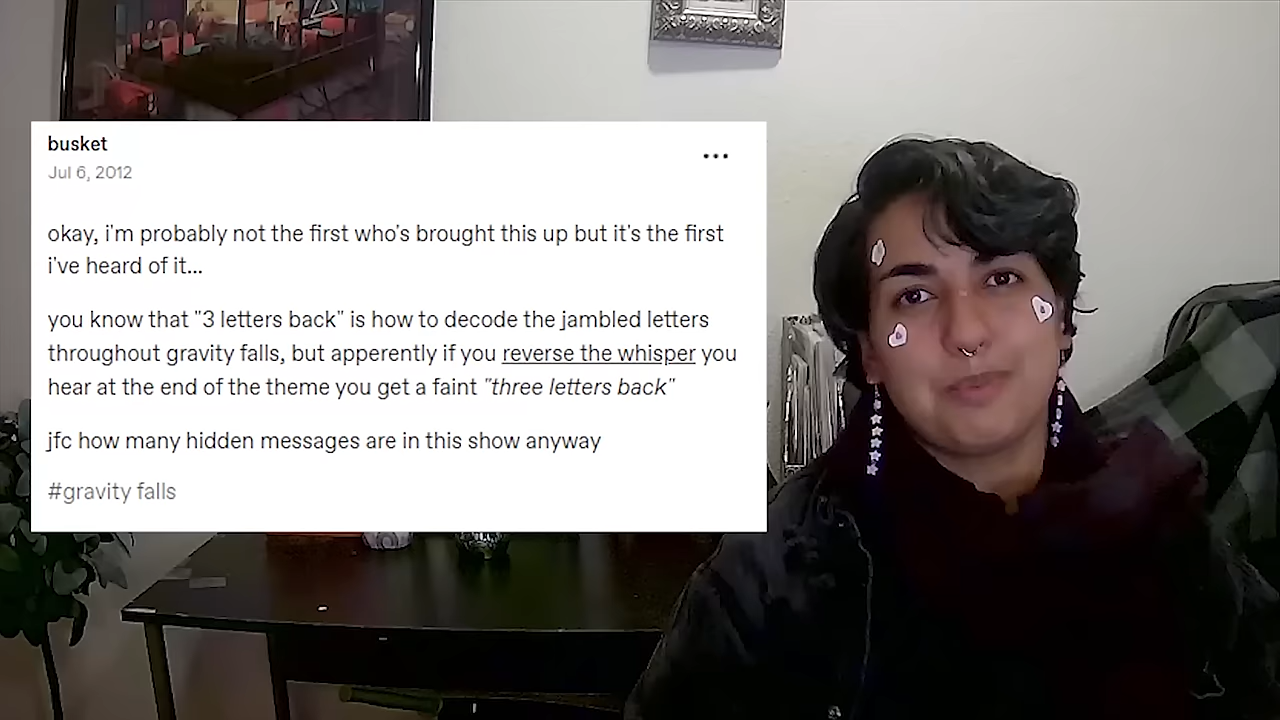 busket
Jul 6, 2012
okay, i'm probably not the first who's brought this up but it's the first
i've heard of it...
you know that "3 letters back" is how to decode the jambled letters
throughout gravity falls, but apperently if you reverse the whisper you
hear at the end of the theme you get a faint "three letters back"
jfc how many hidden messages are in this show anyway
#gravity falls